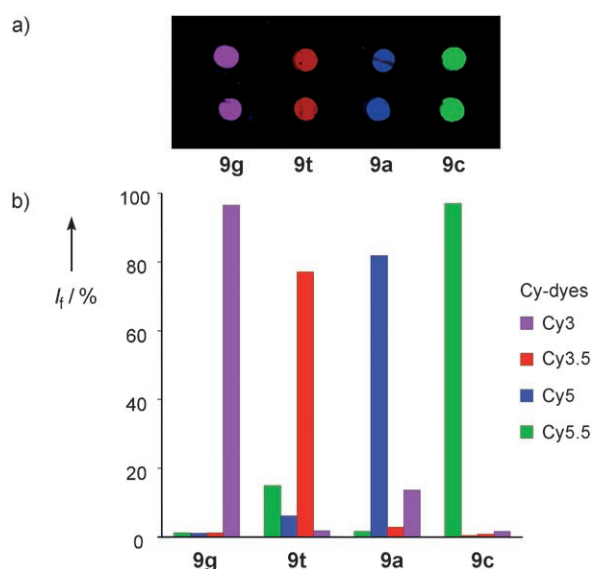 a)
9g 9t 9a 9c
b)
100
80
60
40
20
0
I_f / %
Cy-dyes
Cy3
Cy3.5
Cy5
Cy5.5
9g 9t 9a 9c